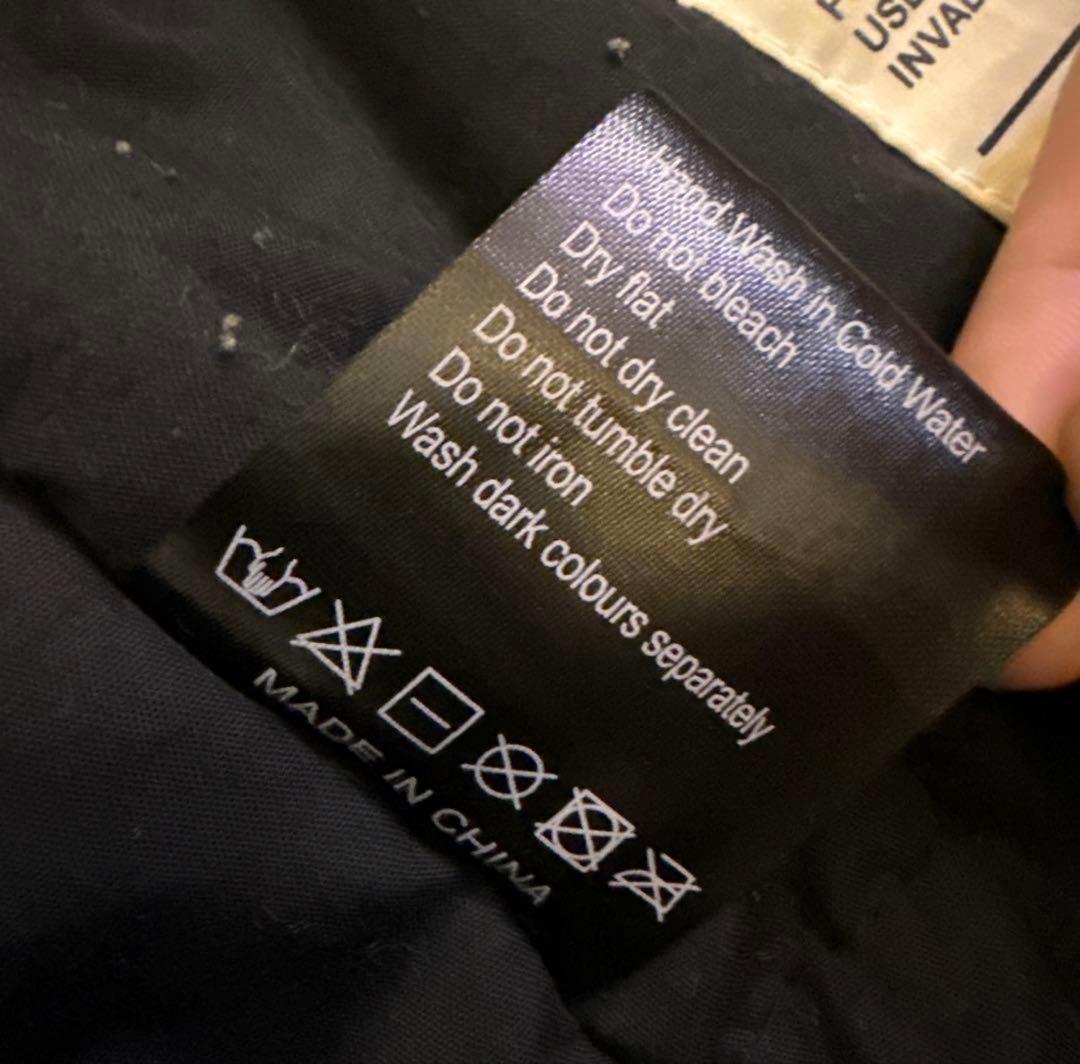 USE
INVAL
Hand Wash in Cold Water
Do not bleach
Dry flat
Do not dry clean
Do not tumble dry
Do not iron
Wash dark colours separately
MADE IN CHINA